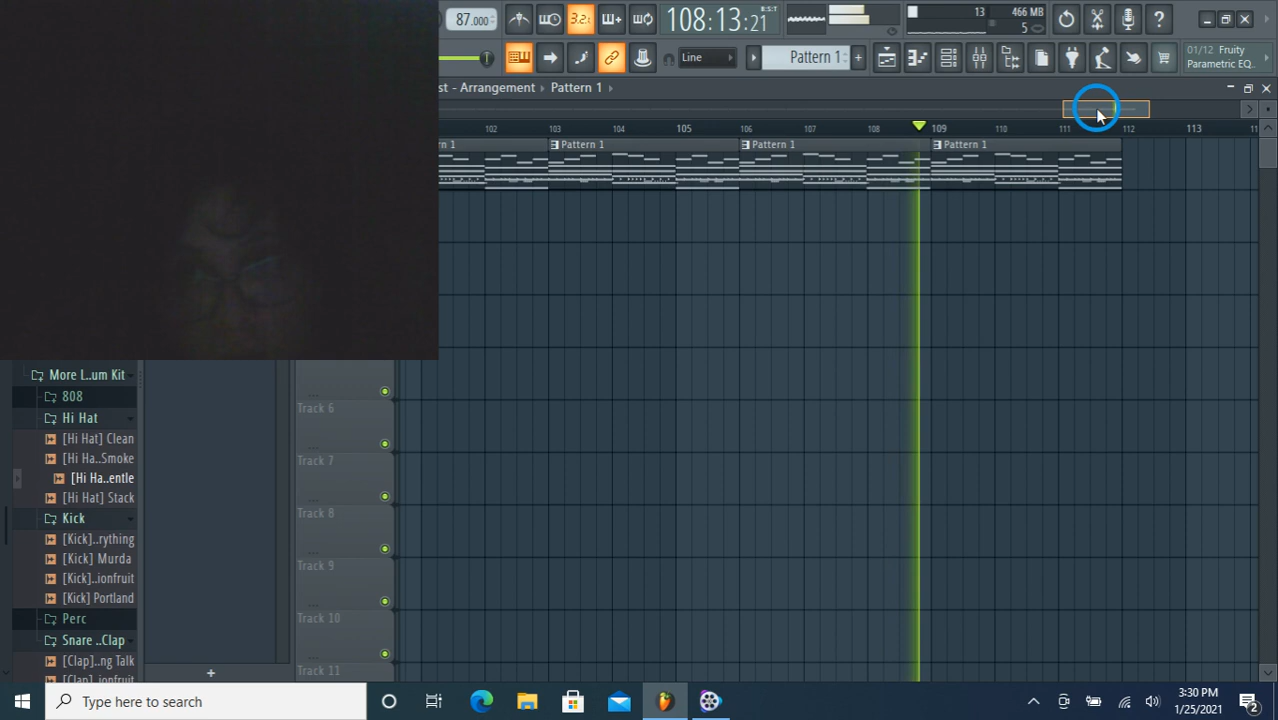 87.000
3.2.
108:13:21
B:S:T
13
466 MB
5
Line
Pattern 1
+
01/12 Fruity
Parametric EQ..
st - Arrangement
Pattern 1
102
103
104
105
106
107
108
109
110
111
112
113
11
n 1
Pattern 1
Pattern 1
Pattern 1
More l...um Kit
808
Hi Hat
[Hi Hat] Clean
[Hi Ha..Smoke
[Hi Ha..entle
[Hi Hat] Stack
Kick
[Kick]..rything
[Kick] Murda
[Kick]..ionfruit
[Kick] Portland
Perc
Snare ..Clap
[Clap]..ng Talk
[Clap]..ionfruit
Track 6
Track 7
Track 8
Track 9
Track 10
Track 11
+
Type here to search
3:30 PM
1/25/2021
2